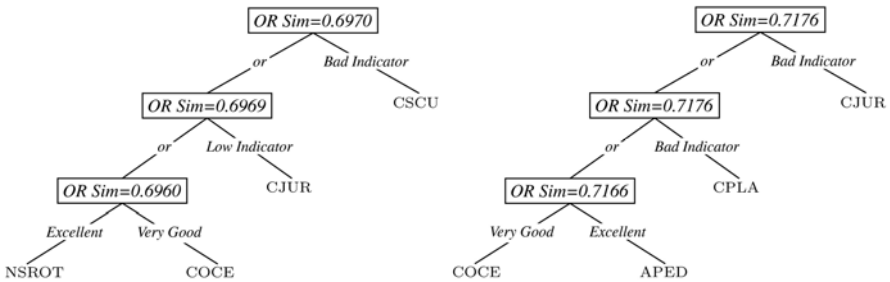 OR Sim=0.6970
or
Bad Indicator
OR Sim=0.6969
CSCU
or
Low Indicator
OR Sim=0.6960
CJUR
Excellent
Very Good
NSROT
COCE
OR Sim=0.7176
or
Bad Indicator
OR Sim=0.7176
CJUR
or
Bad Indicator
OR Sim=0.7166
CPLA
Very Good
Excellent
COCE
APED